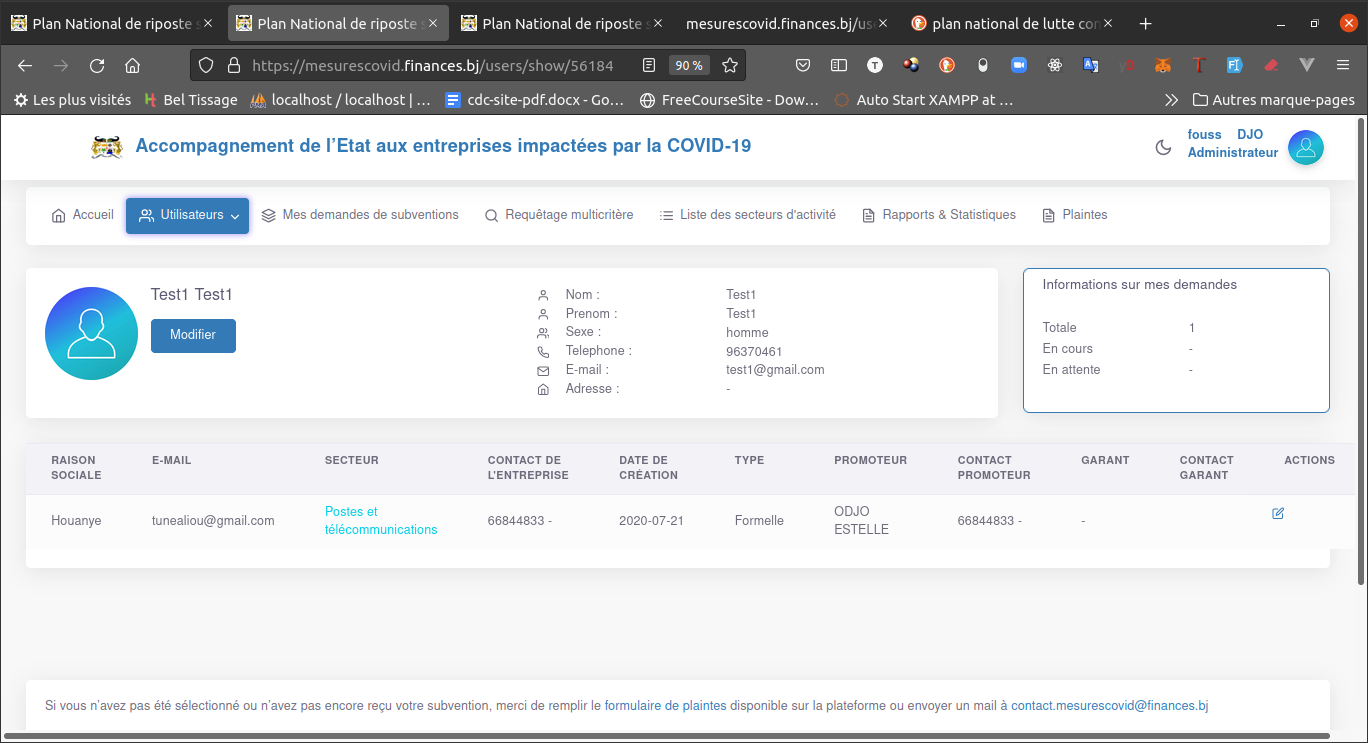 Plan National de riposte s
Plan National de riposte s
Plan National de riposte s
mesurescovid.finances.bj/use
plan national de lutte con
https://mesurescovid.finances.bj/users/show/56184
90 %
Les plus visités
Bel Tissage
localhost / localhost | …
cdc-site-pdf.docx - Go…
FreeCourseSite - Dow…
Auto Start XAMPP at …
Autres marque-pages
Accompagnement de l'Etat aux entreprises impactées par la COVID-19
fouss DJO
Administrateur
Accueil
Utilisateurs
Mes demandes de subventions
Requêtage multicritère
Liste des secteurs d'activité
Rapports & Statistiques
Plaintes
Test1 Test1
Modifier
Nom : Test1
Prenom : Test1
Sexe : homme
Telephone : 96370461
E-mail : test1@gmail.com
Adresse : -
Informations sur mes demandes
Totale 1
En cours -
En attente -
RAISON SOCIALE E-MAIL SECTEUR CONTACT DE L'ENTREPRISE DATE DE CRÉATION TYPE PROMOTEUR CONTACT PROMOTEUR GARANT CONTACT GARANT ACTIONS
Houanye tunealiou@gmail.com Postes et télécommunications 66844833 - 2020-07-21 Formelle ODJO ESTELLE 66844833 - -
Si vous n'avez pas été sélectionné ou n'avez pas encore reçu votre subvention, merci de remplir le formulaire de plaintes disponible sur la plateforme ou envoyer un mail à contact.mesurescovid@finances.bj